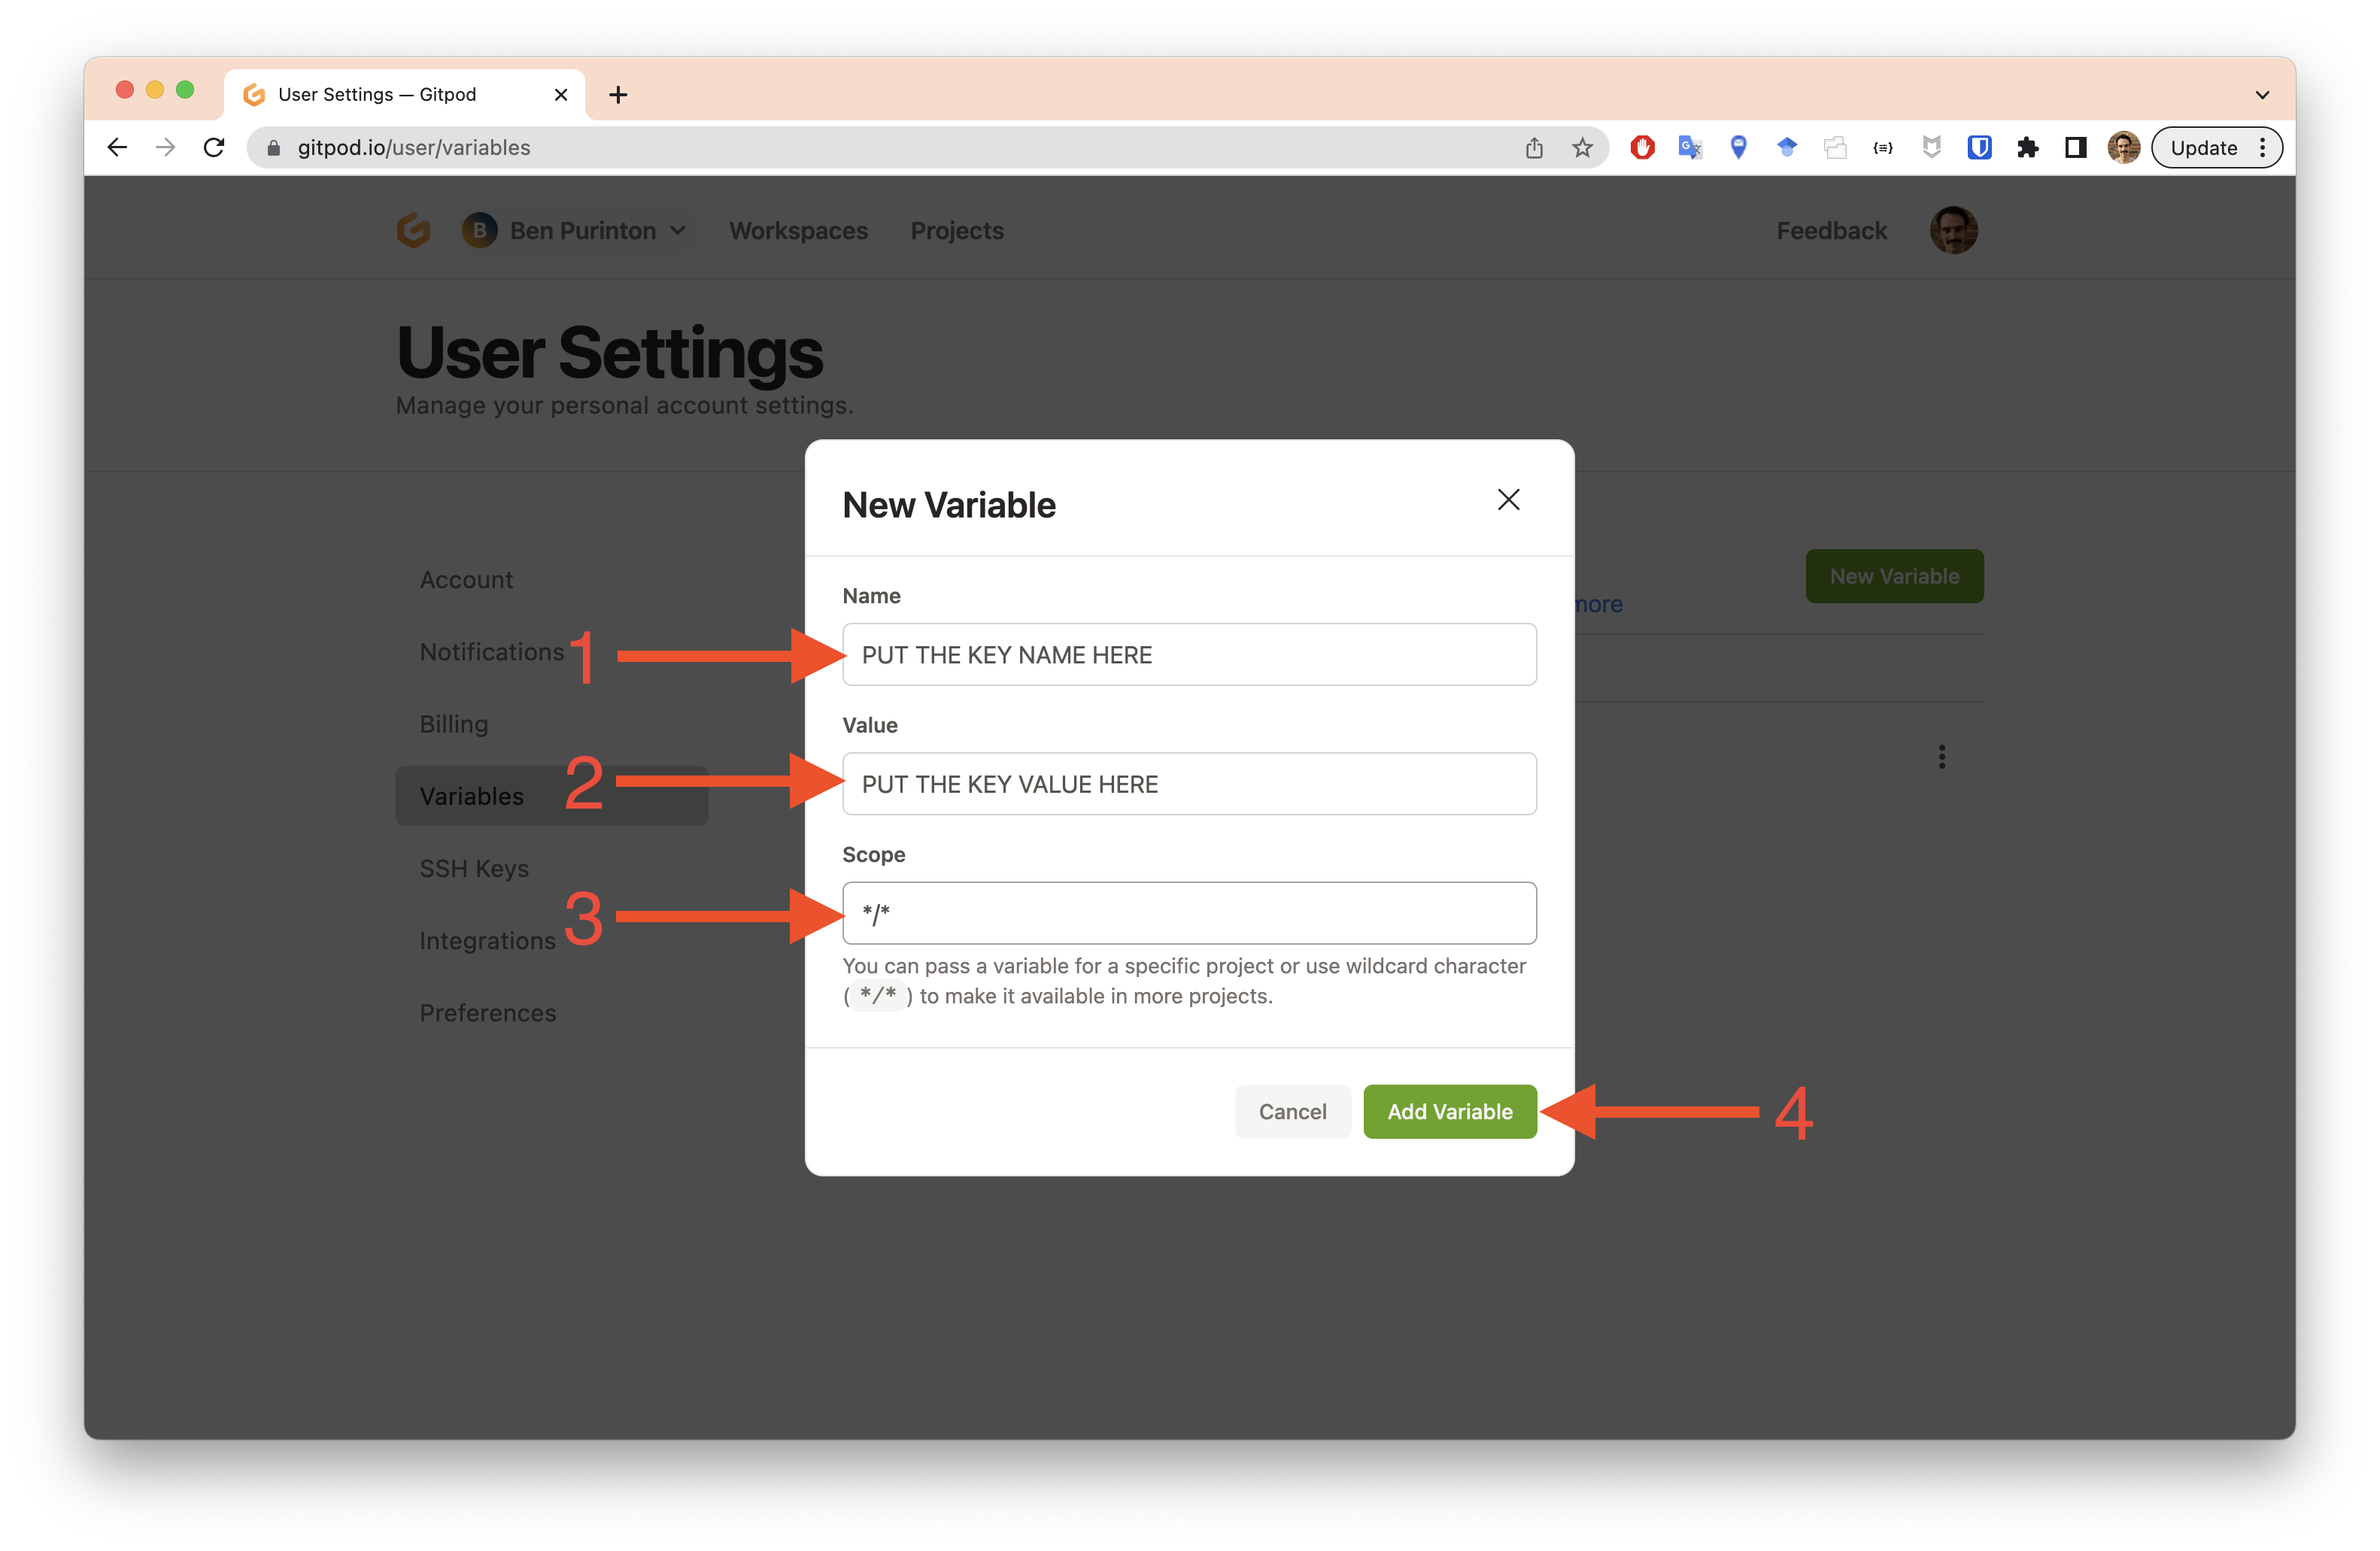 User Settings — Gitpod
gitpod.io/user/variables
Update
B Ben Purinton
Workspaces
Projects
Feedback
User Settings
Manage your personal account settings.
New Variable
Account
Notifications
Billing
Variables
SSH Keys
Integrations
Preferences
more
New Variable
Name
1
PUT THE KEY NAME HERE
Value
2
PUT THE KEY VALUE HERE
Scope
3
*/*
You can pass a variable for a specific project or use wildcard character
( */* ) to make it available in more projects.
Cancel
Add Variable
4